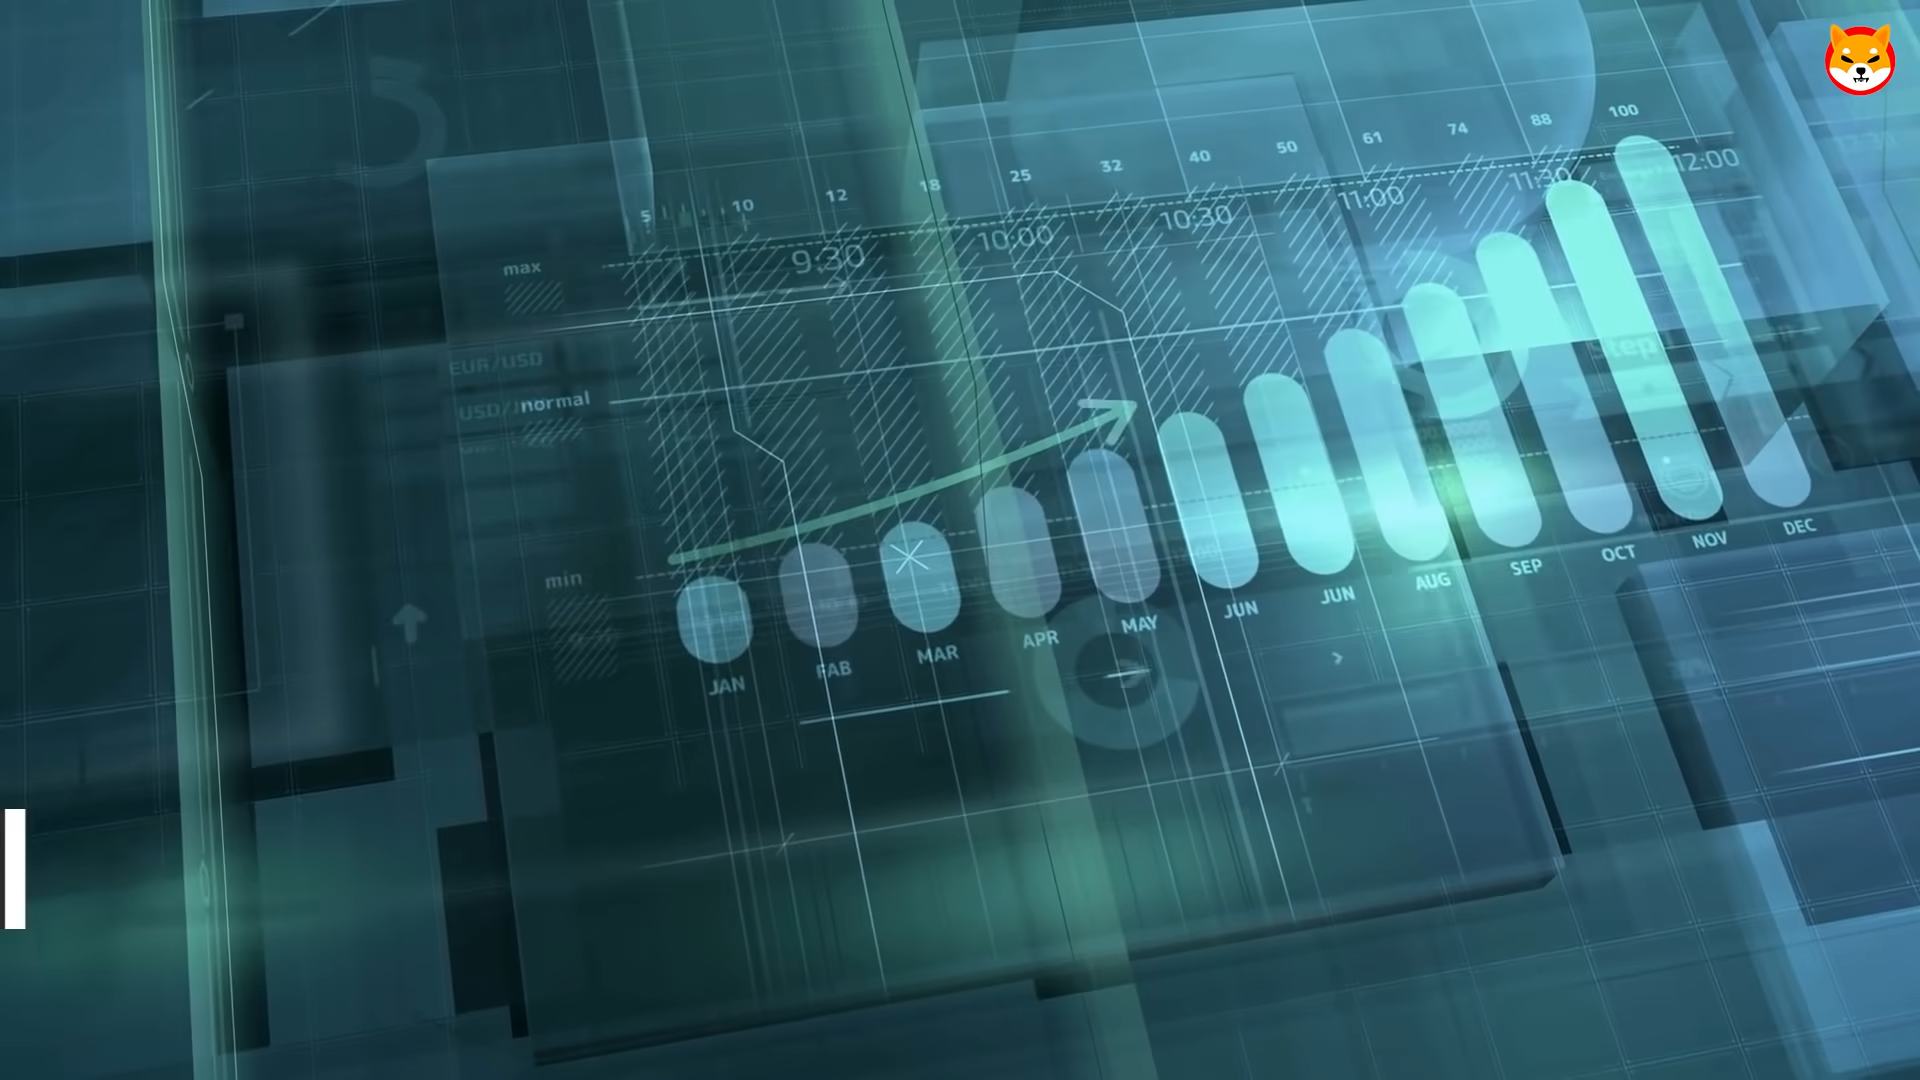 5 10 12 18 25 32 40 50 61 74 88 100
9:30 10:00 10:30 11:00 11:30 12:00
max
EUR/USD
normal
min
JAN FAB MAR APR MAY JUN JUN AUG SEP OCT NOV DEC
Step